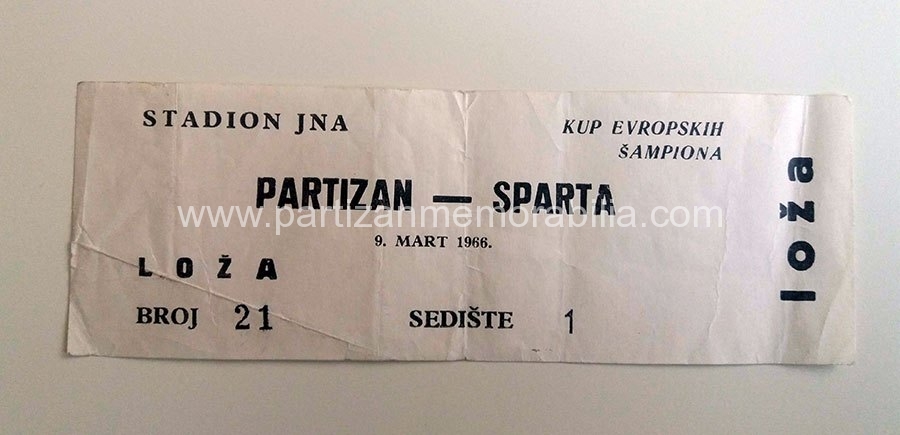 STADION JNA
KUP EVROPSKIH
ŠAMPIONA
PARTIZAN — SPARTA
www.partizanmemorabilia.com
9. MART 1966.
LOŽA
BROJ 21 SEDIŠTE 1
loža